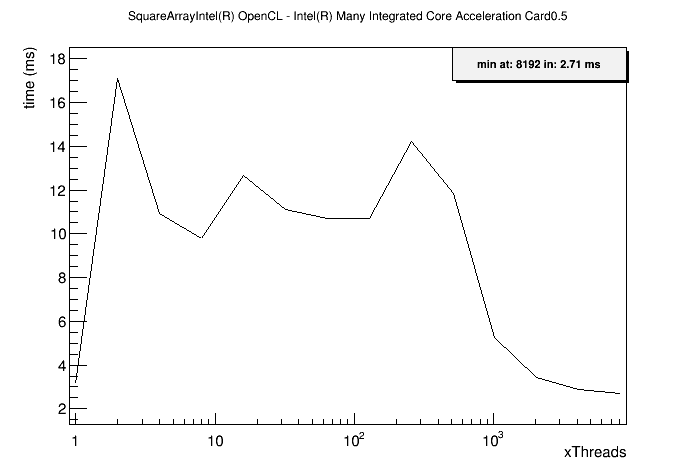 SquareArrayIntel(R) OpenCL - Intel(R) Many Integrated Core Acceleration Card0.5
min at: 8192 in: 2.71 ms
time (ms)
18
16
14
12
10
8
6
4
2
1 10 10² 10³
xThreads